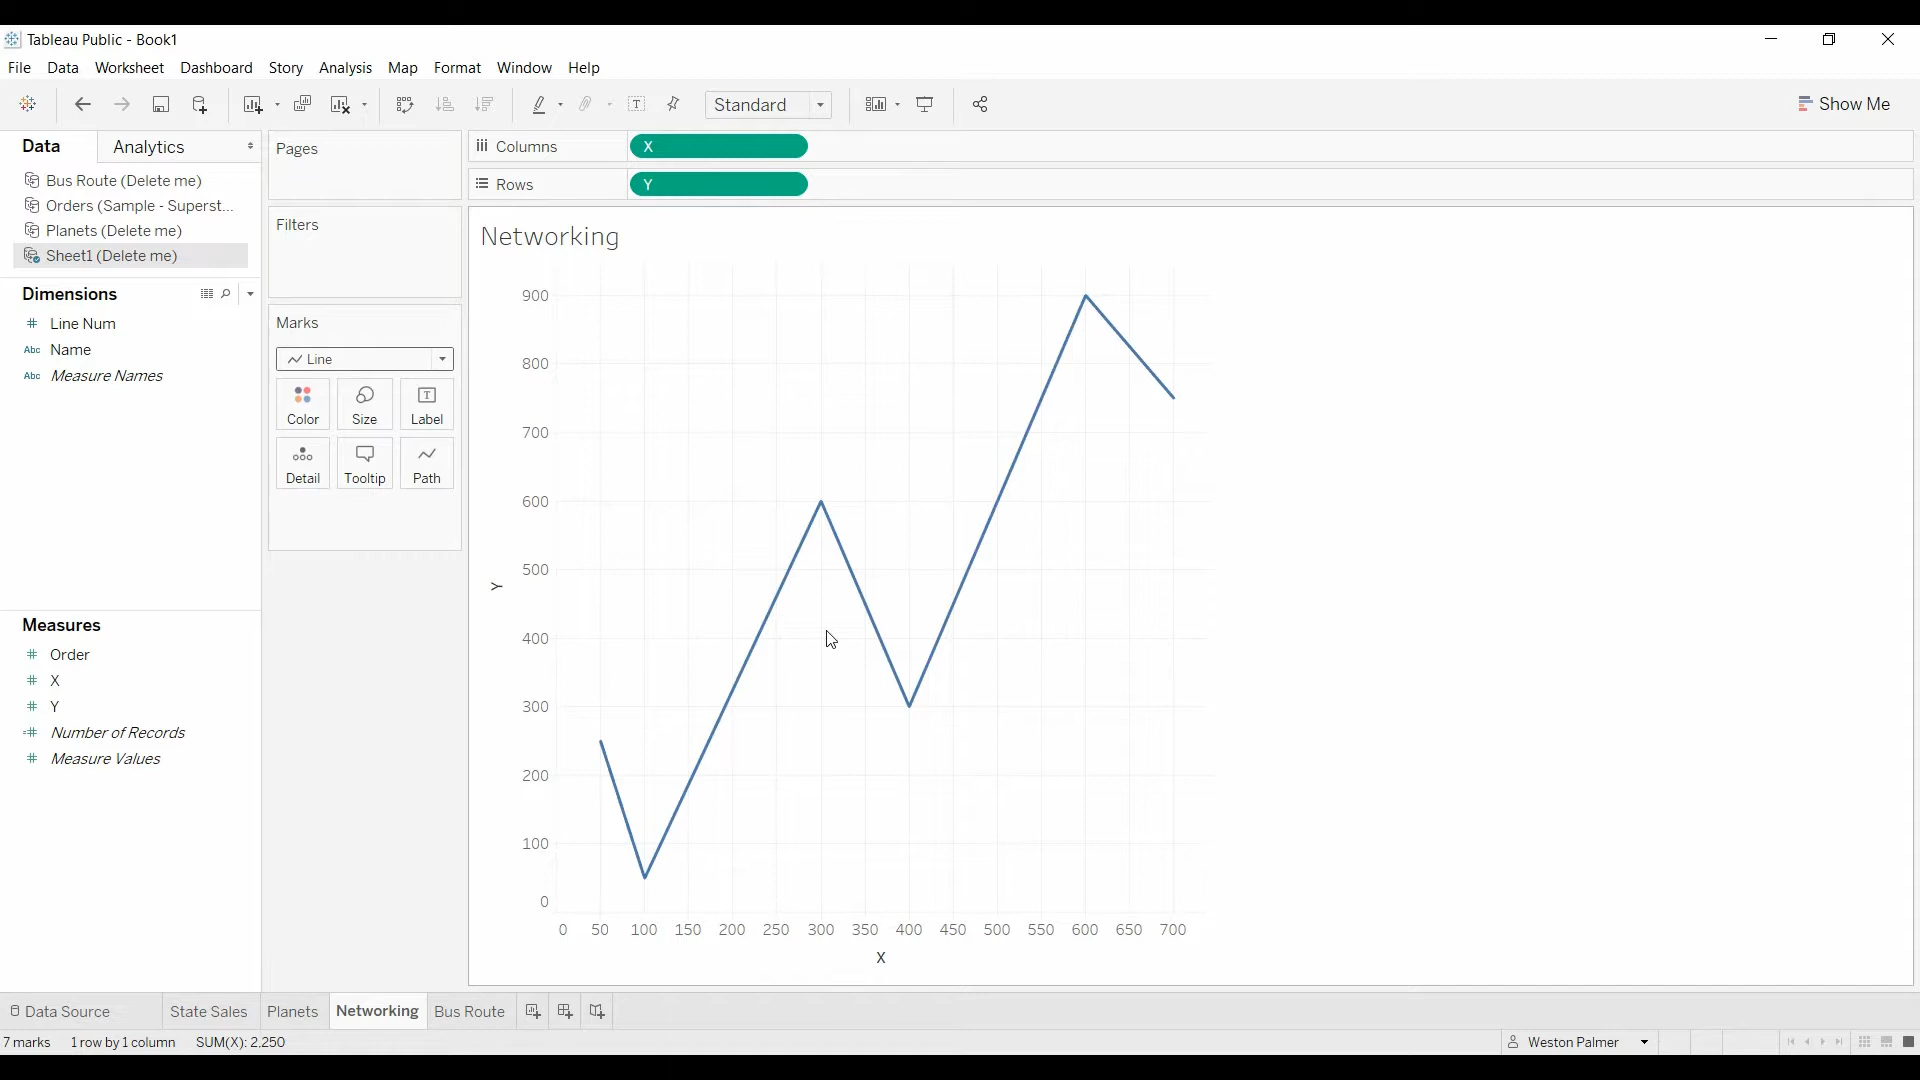 Tableau Public - Book1
File Data Worksheet Dashboard Story Analysis Map Format Window Help
Standard
Show Me
Data Analytics
Bus Route (Delete me)
Orders (Sample - Superst...
Planets (Delete me)
Sheet1 (Delete me)
Dimensions
# Line Num
Abc Name
Abc Measure Names
Measures
# Order
# X
# Y
=# Number of Records
# Measure Values
Pages
Filters
Marks
Line
Color Size Label
Detail Tooltip Path
Columns X
Rows Y
Networking
900
800
700
600
500
400
300
200
100
0
Y
0 50 100 150 200 250 300 350 400 450 500 550 600 650 700
X
Data Source State Sales Planets Networking Bus Route
7 marks 1 row by 1 column SUM(X): 2,250
Weston Palmer